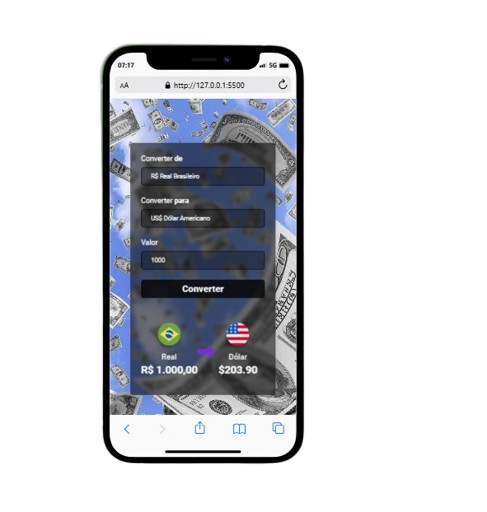 07:17
5G
AA
http://127.0.0.1:5500
Converter de
R$ Real Brasileiro
Converter para
US$ Dólar Americano
Valor
1000
Converter
Real
Dólar
R$ 1.000,00
$203.90